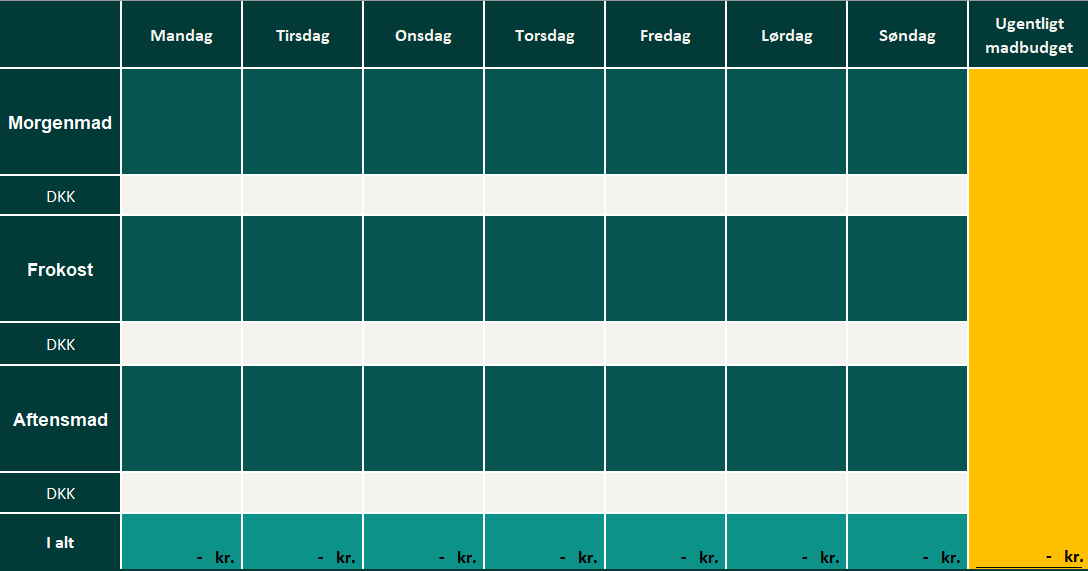 Mandag Tirsdag Onsdag Torsdag Fredag Lørdag Søndag Ugentligt
madbudget
Morgenmad
DKK
Frokost
DKK
Aftensmad
DKK
I alt - kr. - kr. - kr. - kr. - kr. - kr. - kr. - kr.